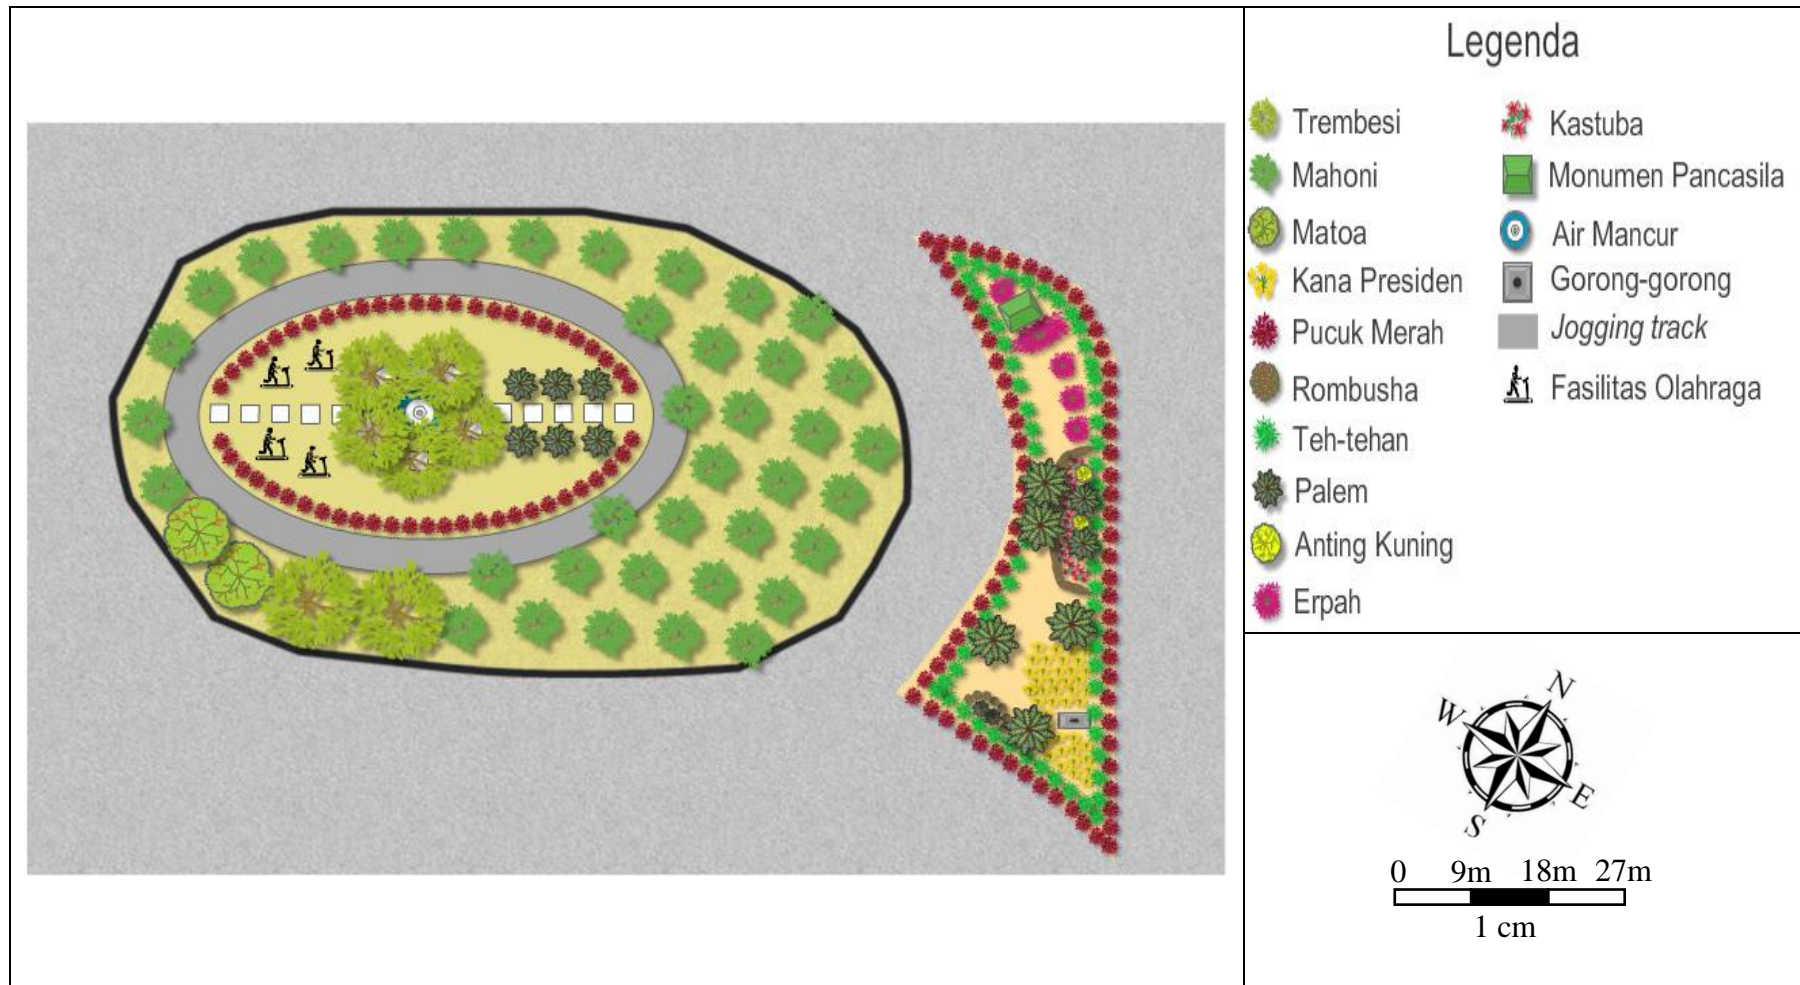 Legenda
Trembesi
Mahoni
Matoa
Kana Presiden
Pucuk Merah
Rombusha
Teh-tehan
Palem
Anting Kuning
Erpah
Kastuba
Monumen Pancasila
Air Mancur
Gorong-gorong
Jogging track
Fasilitas Olahraga
N
W
E
S
0 9m 18m 27m
1 cm